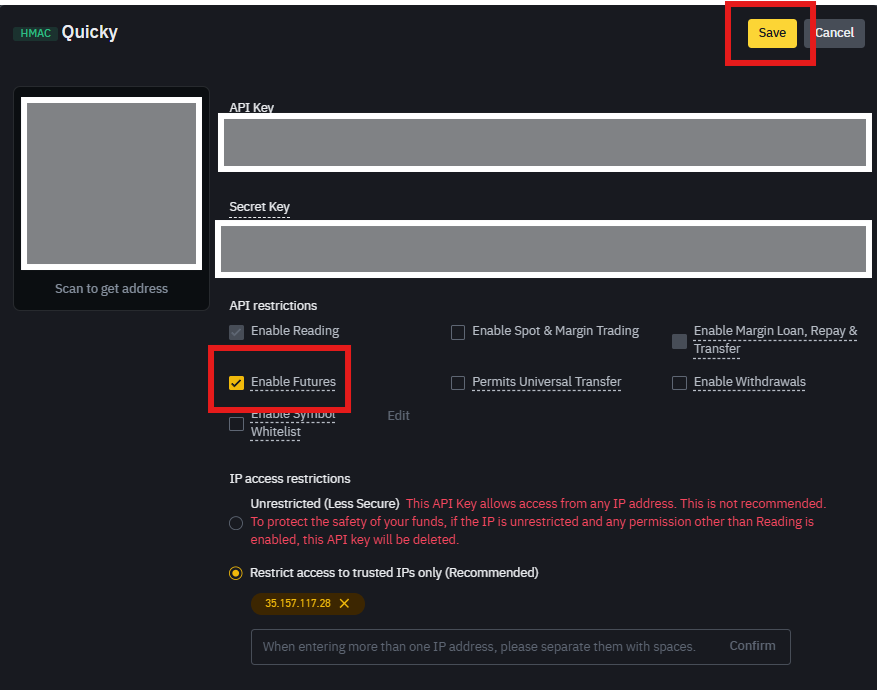 HMAC Quicky
Save Cancel
API Key
Secret Key
Scan to get address
API restrictions
Enable Reading
Enable Spot & Margin Trading
Enable Margin Loan, Repay &
Transfer
Enable Futures
Permits Universal Transfer
Enable Withdrawals
Enable Symbol
Whitelist
Edit
IP access restrictions
Unrestricted (Less Secure) This API Key allows access from any IP address. This is not recommended.
To protect the safety of your funds, if the IP is unrestricted and any permission other than Reading is
enabled, this API key will be deleted.
Restrict access to trusted IPs only (Recommended)
35.157.117.28 ✕
When entering more than one IP address, please separate them with spaces. Confirm